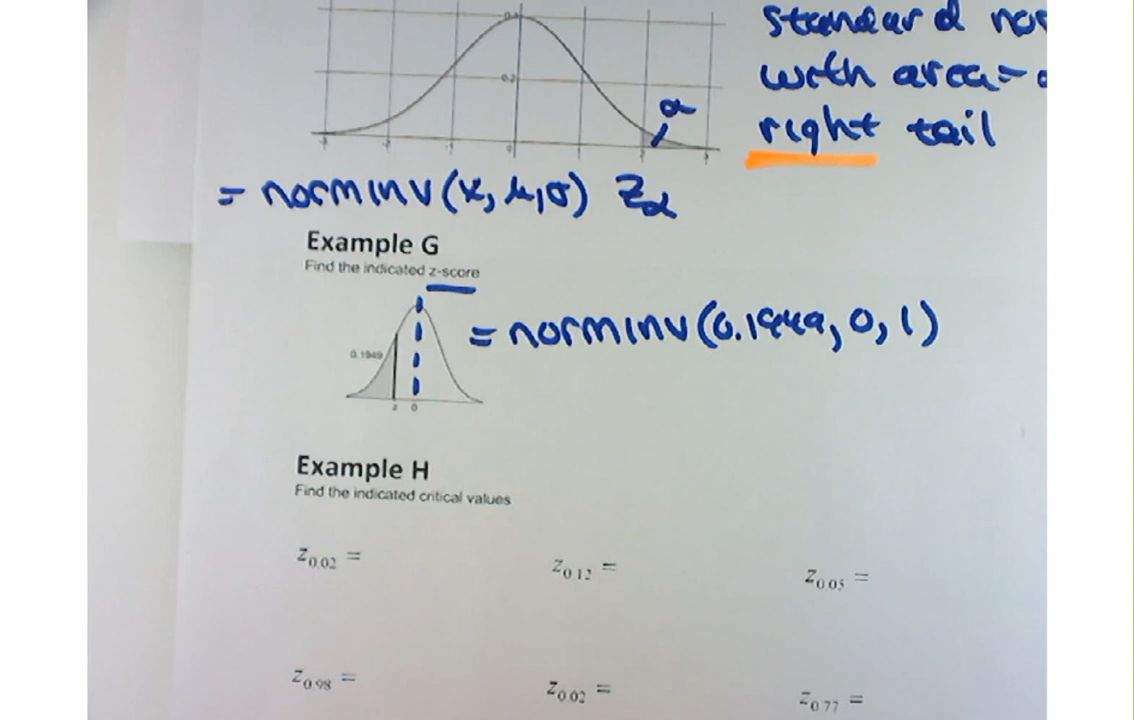 standard
with area =
right tail
0.2
α
= norminv(x, μ, σ) zα
Example G
Find the indicated z-score
0.1949
= norminv(0.1949, 0, 1)
z 0
Example H
Find the indicated critical values
z0.02 = z0.12 = z0.05 =
z0.98 = z0.02 = z0.77 =